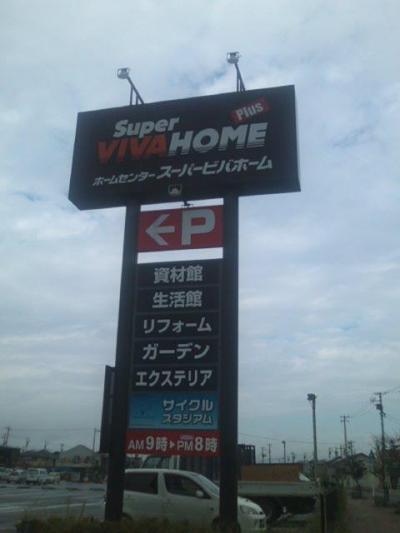 Super
Plus
VIVAHOME
ホームセンター スーパービバホーム
←P
資材館
生活館
リフォーム
ガーデン
エクステリア
サイクル
スタジアム
AM9時▶PM8時